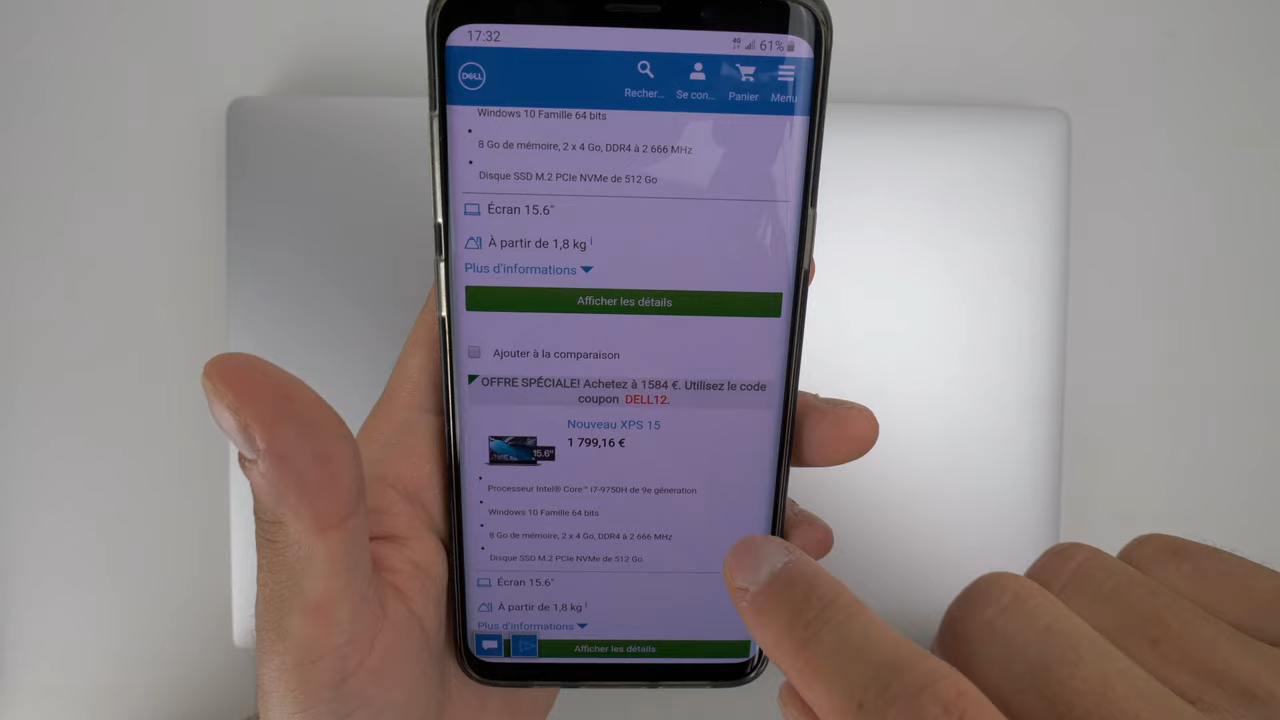 17:32
4G
61%
DELL
Recher...
Se con...
Panier
Menu
Windows 10 Famille 64 bits
8 Go de mémoire, 2 x 4 Go, DDR4 à 2 666 MHz
Disque SSD M.2 PCIe NVMe de 512 Go
Écran 15.6"
À partir de 1,8 kg i
Plus d'informations
Afficher les détails
Ajouter à la comparaison
OFFRE SPÉCIALE! Achetez à 1584 €. Utilisez le code
coupon DELL12.
Nouveau XPS 15
1 799,16 €
15.6"
Processeur Intel® Core™ i7-9750H de 9e génération
Windows 10 Famille 64 bits
8 Go de mémoire, 2 x 4 Go, DDR4 à 2 666 MHz
Disque SSD M.2 PCIe NVMe de 512 Go
Écran 15.6"
À partir de 1,8 kg i
Plus d'informations
Afficher les détails